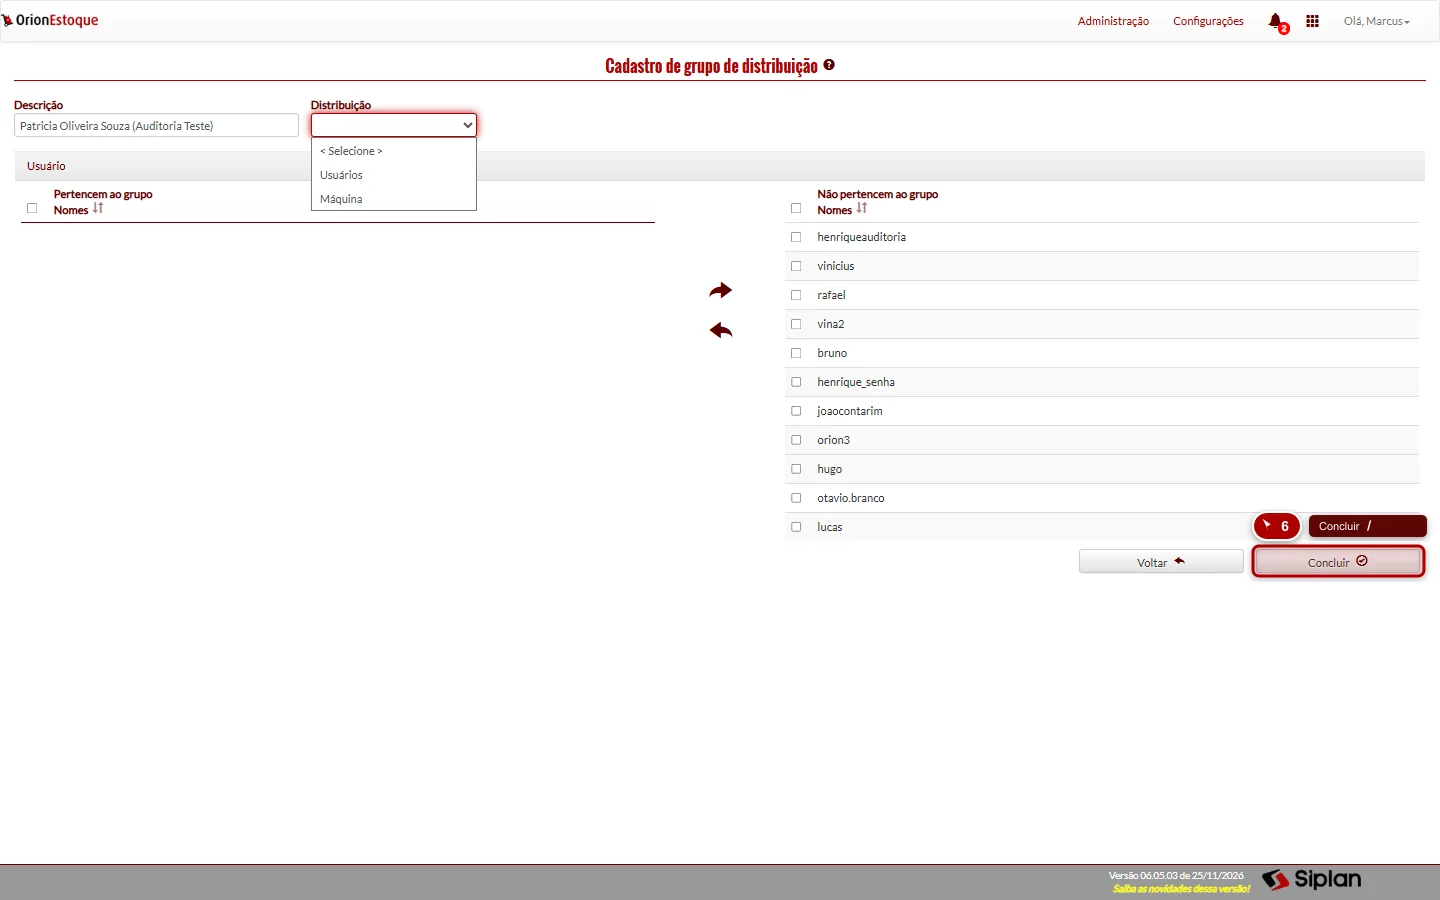 OrionEstoque
Administração
Configurações
2
Olá, Marcus
Cadastro de grupo de distribuição
Descrição
Distribuição
Patricia Oliveira Souza (Auditoria Teste)
< Selecione >
Usuários
Máquina
Usuário
Pertencem ao grupo
Nomes
Não pertencem ao grupo
Nomes
henriqueauditoria
vinicius
rafael
vina2
bruno
henrique_senha
joaocontarim
orion3
hugo
otavio.branco
lucas
6
Concluir /
Voltar
Concluir
Versão 06.05.03 de 25/11/2026
Saiba as novidades dessa versão!
Siplan